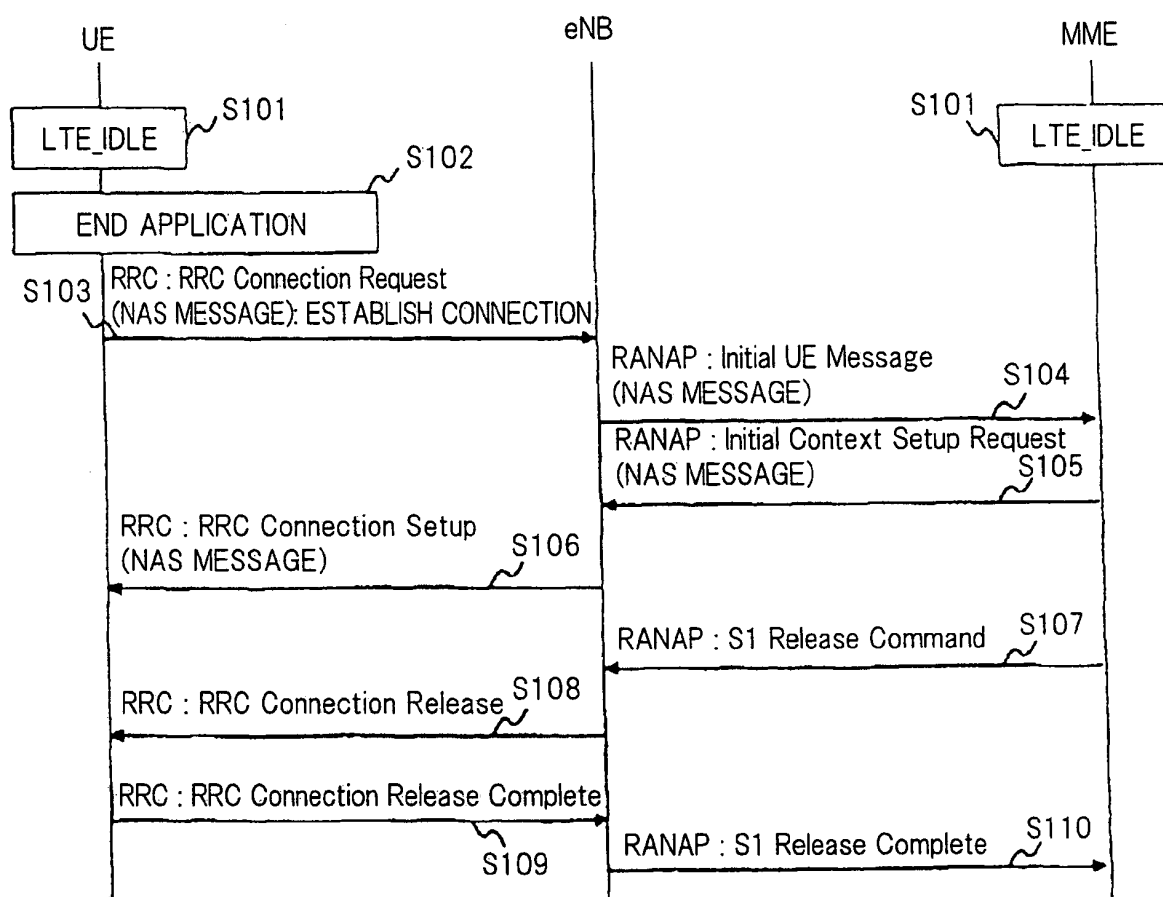 UE
eNB
MME
LTE_IDLE
S101
S101
LTE_IDLE
S102
END APPLICATION
RRC : RRC Connection Request
S103
(NAS MESSAGE): ESTABLISH CONNECTION
RANAP : Initial UE Message
(NAS MESSAGE)
S104
RANAP : Initial Context Setup Request
(NAS MESSAGE)
S105
RRC : RRC Connection Setup
(NAS MESSAGE)
S106
RANAP : S1 Release Command
S107
RRC : RRC Connection Release
S108
RRC : RRC Connection Release Complete
S109
RANAP : S1 Release Complete
S110